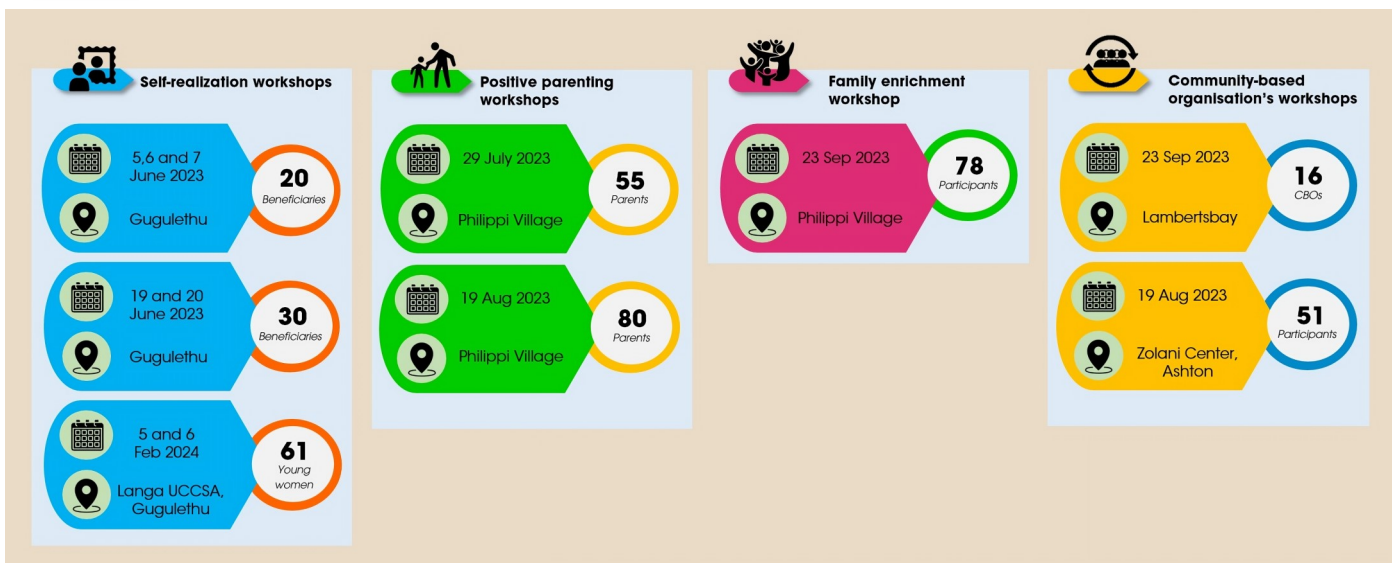 Self-realization workshops
5,6 and 7
June 2023
Gugulethu
20
Beneficiaries
19 and 20
June 2023
Gugulethu
30
Beneficiaries
5 and 6
Feb 2024
Langa UCCSA,
Gugulethu
61
Young
women
Positive parenting
workshops
29 July 2023
Philippi Village
55
Parents
19 Aug 2023
Philippi Village
80
Parents
Family enrichment
workshop
23 Sep 2023
Philippi Village
78
Participants
Community-based
organisation's workshops
23 Sep 2023
Lambertsbay
16
CBOs
19 Aug 2023
Zolani Center,
Ashton
51
Participants